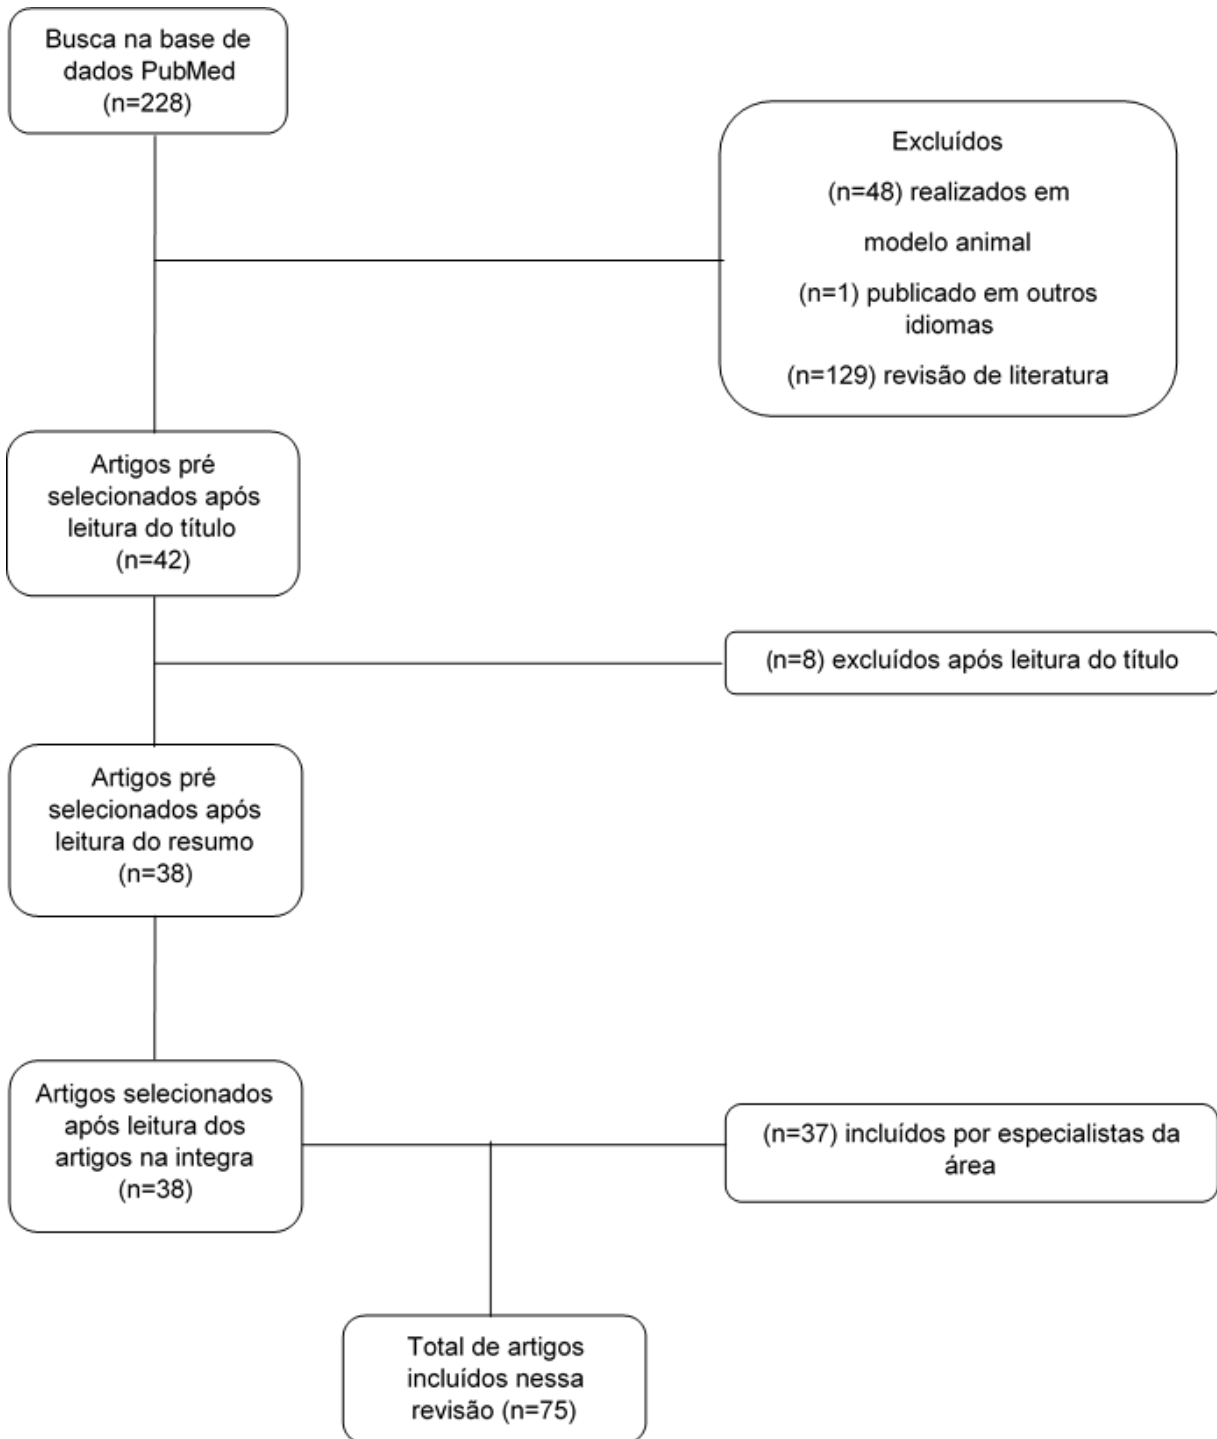 Busca na base de
dados PubMed
(n=228)
Excluídos
(n=48) realizados em
modelo animal
(n=1) publicado em outros
idiomas
(n=129) revisão de literatura
Artigos pré
selecionados após
leitura do título
(n=42)
(n=8) excluídos após leitura do título
Artigos pré
selecionados após
leitura do resumo
(n=38)
Artigos selecionados
após leitura dos
artigos na integra
(n=38)
(n=37) incluídos por especialistas da
área
Total de artigos
incluídos nessa
revisão (n=75)